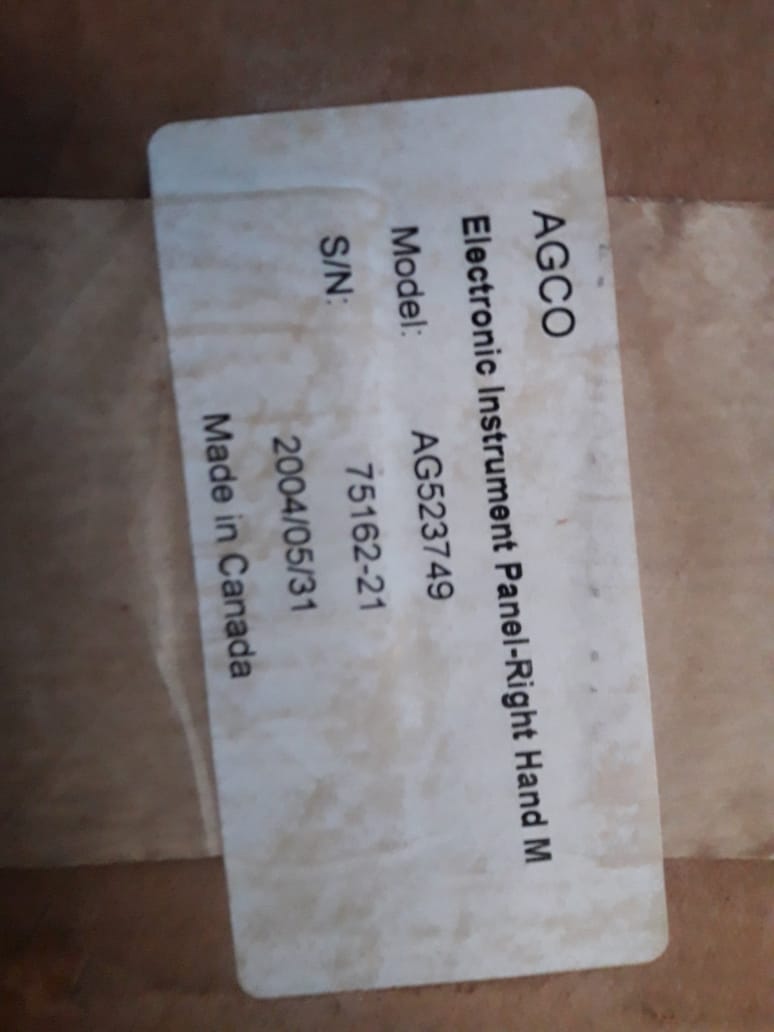 AGCO
Electronic Instrument Panel-Right Hand M
Model: AG523749
S/N: 75162-21
2004/05/31
Made in Canada